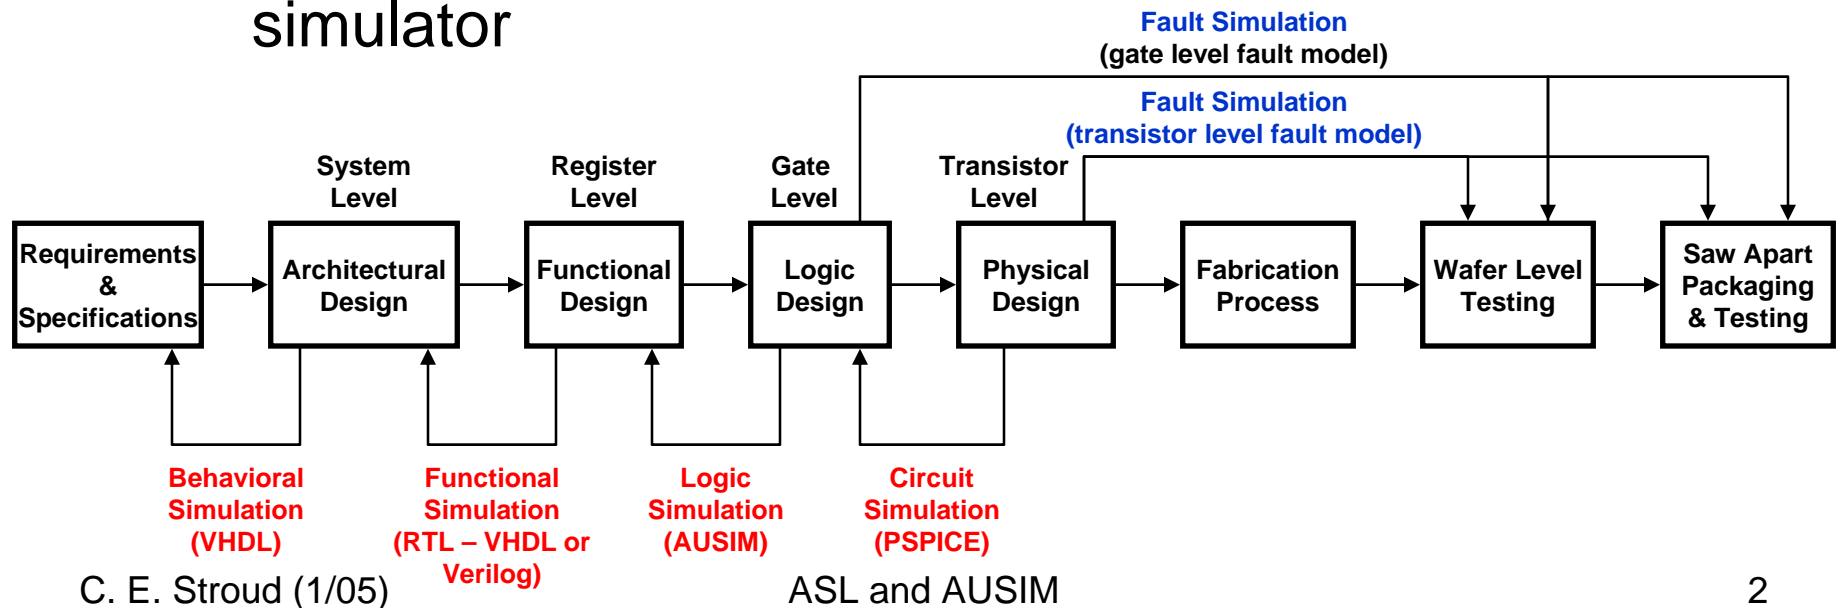 simulator
Fault Simulation
(gate level fault model)
Fault Simulation
(transistor level fault model)
System
Level
Register
Level
Gate
Level
Transistor
Level
Requirements
&
Specifications
Architectural
Design
Functional
Design
Logic
Design
Physical
Design
Fabrication
Process
Wafer Level
Testing
Saw Apart
Packaging
& Testing
Behavioral
Simulation
(VHDL)
Functional
Simulation
(RTL – VHDL or
Verilog)
Logic
Simulation
(AUSIM)
Circuit
Simulation
(PSPICE)
C. E. Stroud (1/05)
ASL and AUSIM
2